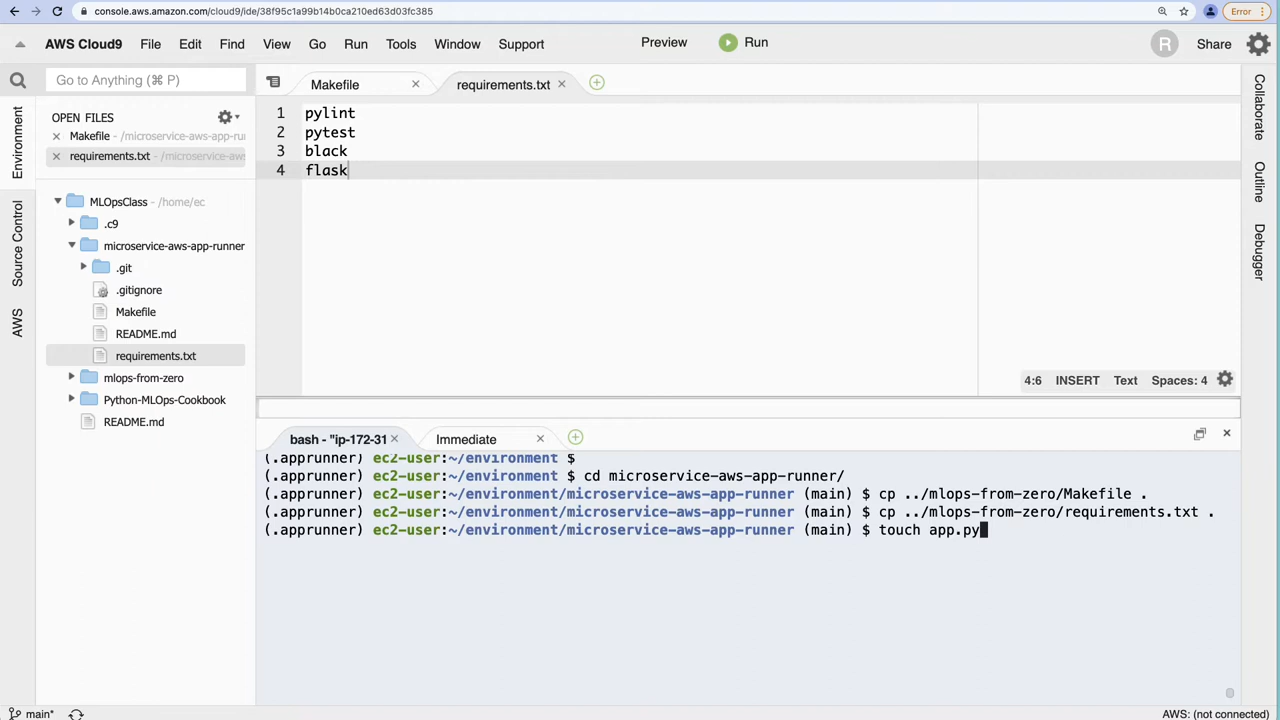 console.aws.amazon.com/cloud9/ide/38f95c1a99b14b0ca210ed63d03fc385
Error
AWS Cloud9 File Edit Find View Go Run Tools Window Support Preview Run R Share
Go to Anything (⌘ P)
Makefile requirements.txt
OPEN FILES
Makefile - /microservice-aws-app-ru
requirements.txt - /microservice-aws
MLOpsClass - /home/ec
.c9
microservice-aws-app-runner
.git
.gitignore
Makefile
README.md
requirements.txt
mlops-from-zero
Python-MLOps-Cookbook
README.md
Environment
Source Control
AWS
1 pylint
2 pytest
3 black
4 flask
4:6 INSERT Text Spaces: 4
Collaborate
Outline
Debugger
bash - "ip-172-31 Immediate
(.apprunner) ec2-user:~/environment $
(.apprunner) ec2-user:~/environment $ cd microservice-aws-app-runner/
(.apprunner) ec2-user:~/environment/microservice-aws-app-runner (main) $ cp ../mlops-from-zero/Makefile .
(.apprunner) ec2-user:~/environment/microservice-aws-app-runner (main) $ cp ../mlops-from-zero/requirements.txt .
(.apprunner) ec2-user:~/environment/microservice-aws-app-runner (main) $ touch app.py
main* AWS: (not connected)